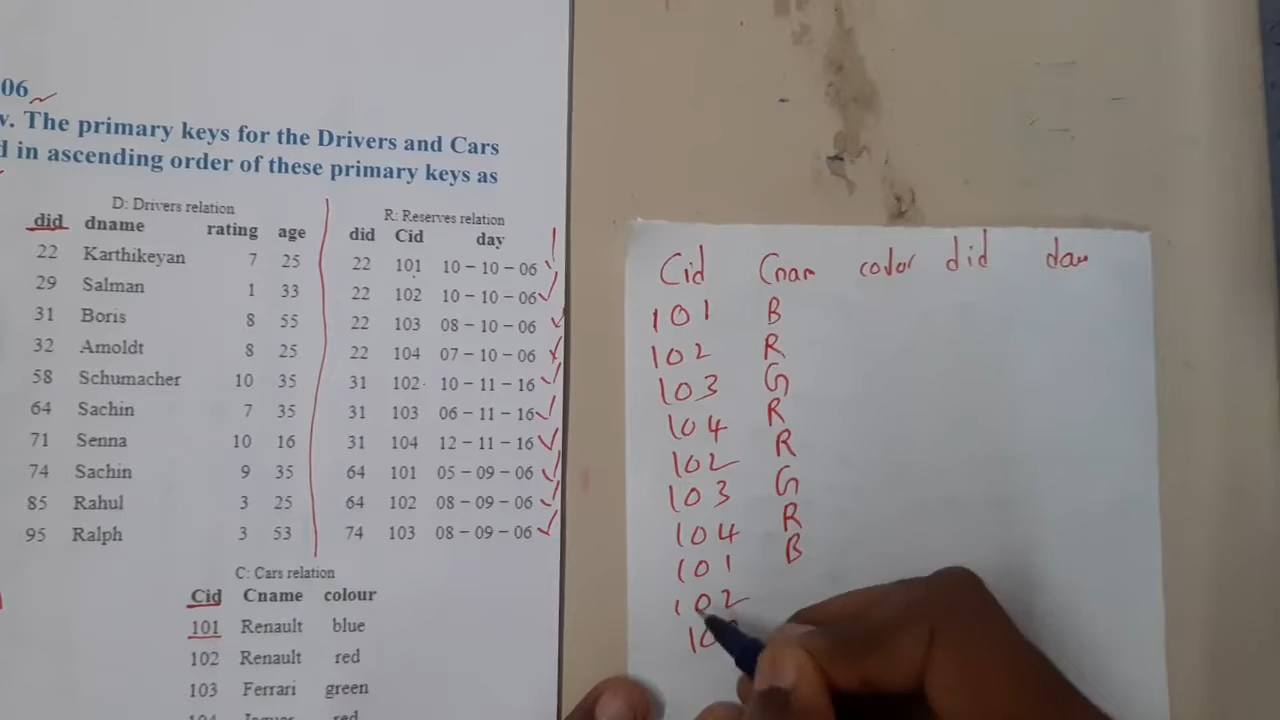 06
v. The primary keys for the Drivers and Cars
d in ascending order of these primary keys as
D: Drivers relation
did dname rating age
22 Karthikeyan 7 25
29 Salman 1 33
31 Boris 8 55
32 Amoldt 8 25
58 Schumacher 10 35
64 Sachin 7 35
71 Senna 10 16
74 Sachin 9 35
85 Rahul 3 25
95 Ralph 3 53
R: Reserves relation
did Cid day
22 101 10 - 10 - 06
22 102 10 - 10 - 06
22 103 08 - 10 - 06
22 104 07 - 10 - 06
31 102 10 - 11 - 16
31 103 06 - 11 - 16
31 104 12 - 11 - 16
64 101 05 - 09 - 06
64 102 08 - 09 - 06
74 103 08 - 09 - 06
C: Cars relation
Cid Cname colour
101 Renault blue
102 Renault red
103 Ferrari green
Cid Cnam color did
101 B
102 R
103 G
104 R
102 R
103 G
104 R
101 B
102